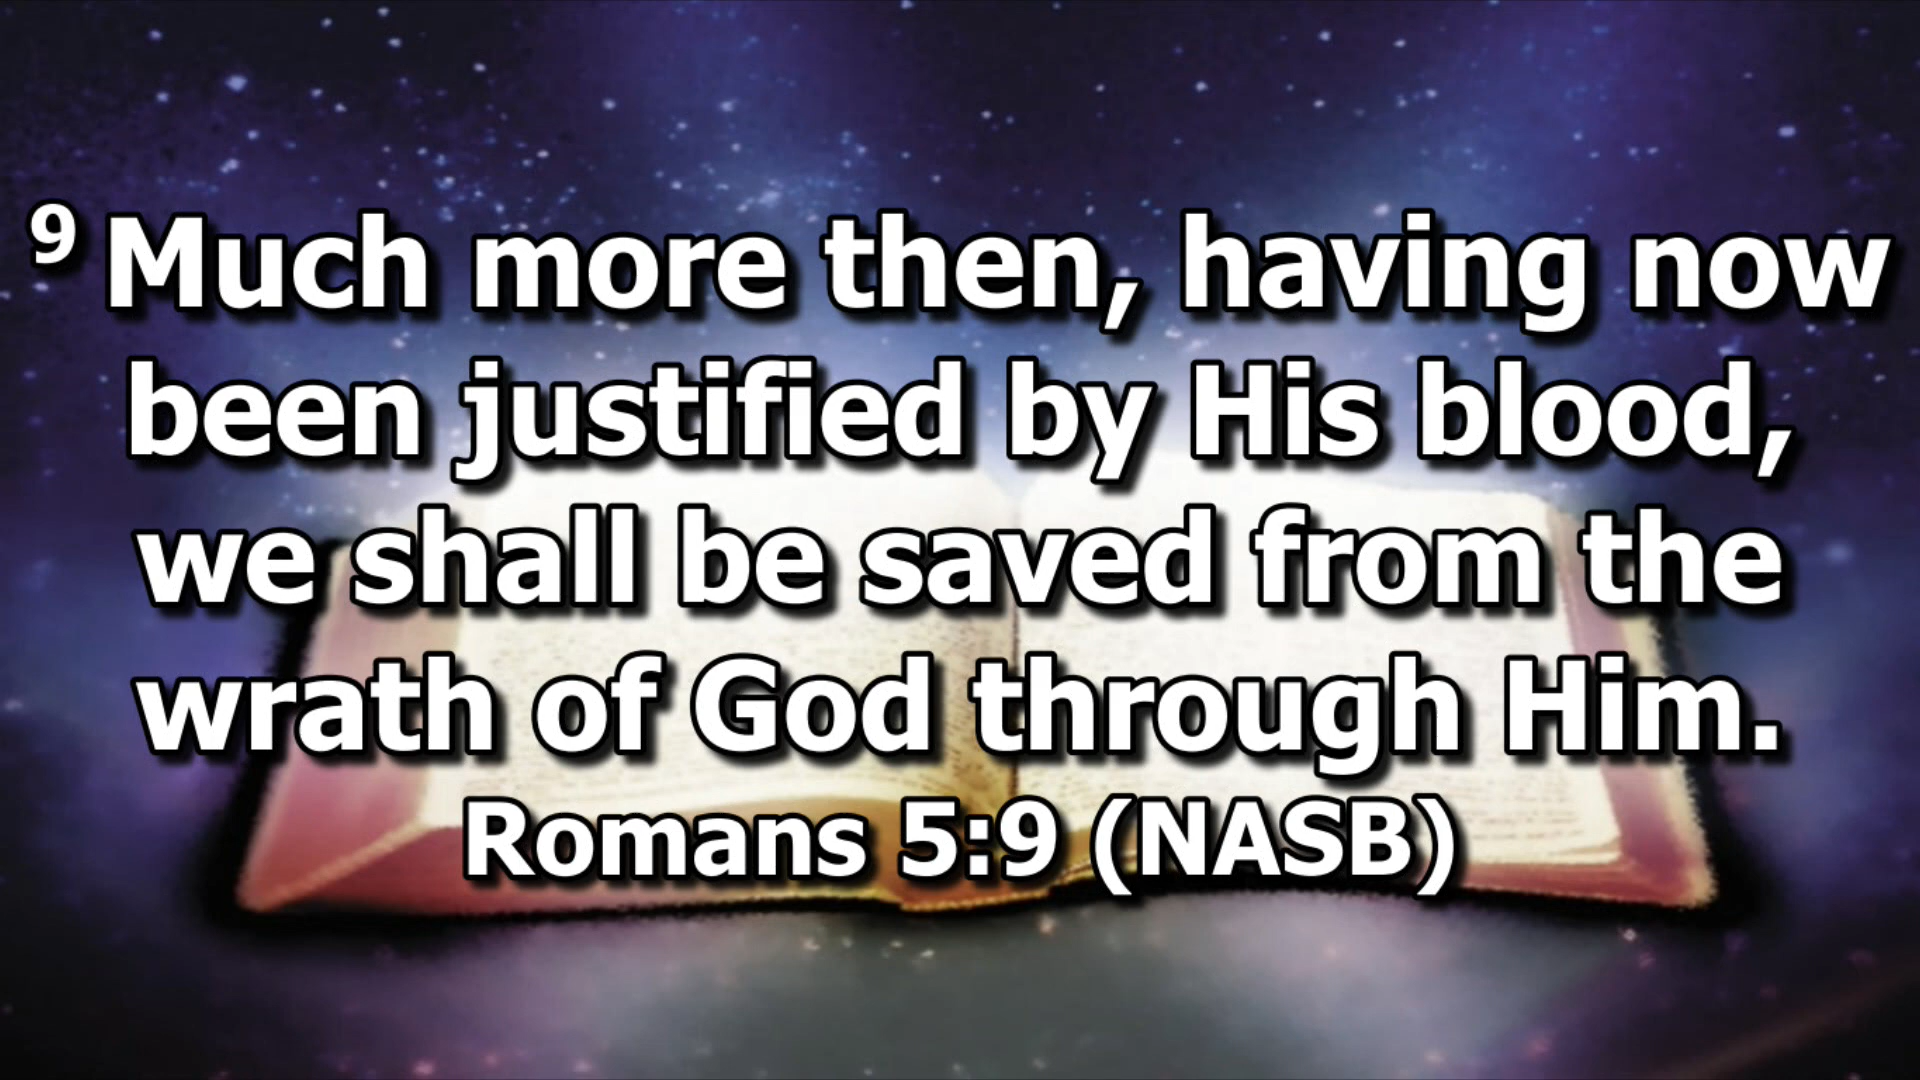 9 Much more then, having now
been justified by His blood,
we shall be saved from the
wrath of God through Him.
Romans 5:9 (NASB)